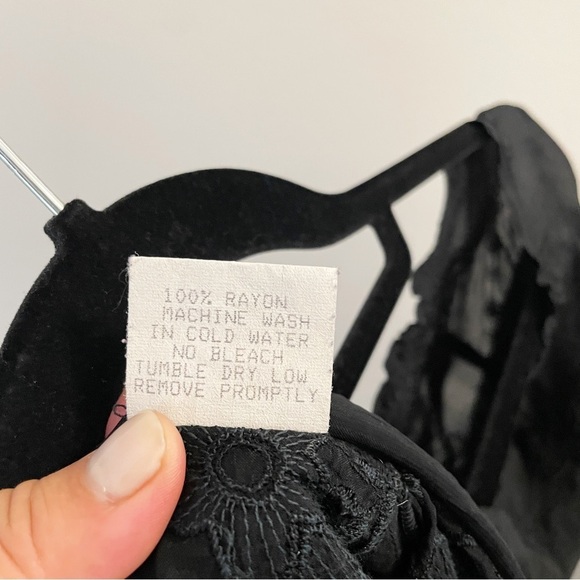 100% RAYON
MACHINE WASH
IN COLD WATER
NO BLEACH
TUMBLE DRY LOW
REMOVE PROMPTLY